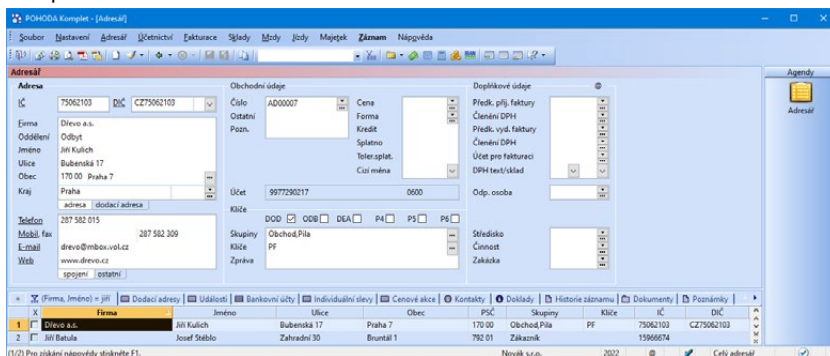 POHODA Komplet - [Adresář]
Soubor Nastavení Adresář Účetnictví Fakturace Sklady Mzdy Jízdy Majetek Záznam Nápověda
Adresář
Agendy
Adresa
Obchodní údaje
Doplňkové údaje
IČ 75062103 DIČ CZ75062103
Číslo AD00007 Cena
Předk. přij. faktury
Ostatní Forma
Členění DPH
Adresář
Firma Dřevo a.s.
Pozn. Kredit
Předk. vyd. faktury
Oddělení Odbyt
Splatno
Členění DPH
Jméno Jiří Kulich
Toler.splat.
Účet pro fakturaci
Ulice Bubenská 17
Cizí měna
DPH text/sklad
Obec 170 00 Praha 7
Kraj Praha
Účet 9977290217 0600
Odp. osoba
adresa dodací adresa
Klíče
DOD ODB DEA P4 P5 P6
Telefon 287 582 015
Mobil, fax 287 582 309
Skupiny Obchod,Pila
Středisko
E-mail drevo@mbox.vol.cz
Klíče PF
Činnost
Web www.drevo.cz
Zpráva
Zakázka
spojení ostatní
(Firma, Jméno) = jiří Dodací adresy Události Bankovní účty Individuální slevy Cenové akce Kontakty Doklady Historie záznamu Dokumenty Poznámky
X Firma Jméno Ulice Obec PSČ Skupiny Klíče IČ DIČ
1 Dřevo a.s. Jiří Kulich Bubenská 17 Praha 7 170 00 Obchod,Pila PF 75062103 CZ75062103
2 Jiří Batula Josef Stéblo Zahradní 30 Bruntál 1 792 01 Zákazník 15966674
(1/2) Pro získání nápovědy stiskněte F1.
Novák s.r.o. 2022 @ Celý adresář